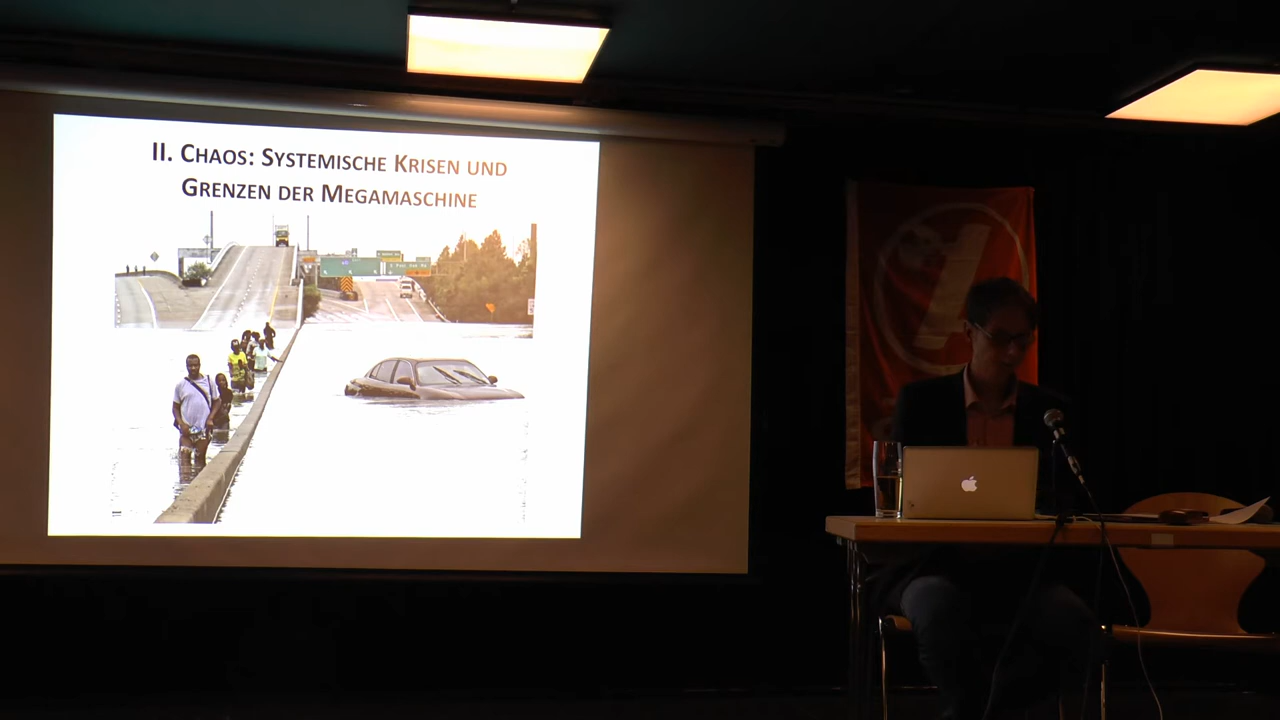 II. Chaos: Systemische Krisen und
Grenzen der Megamaschine